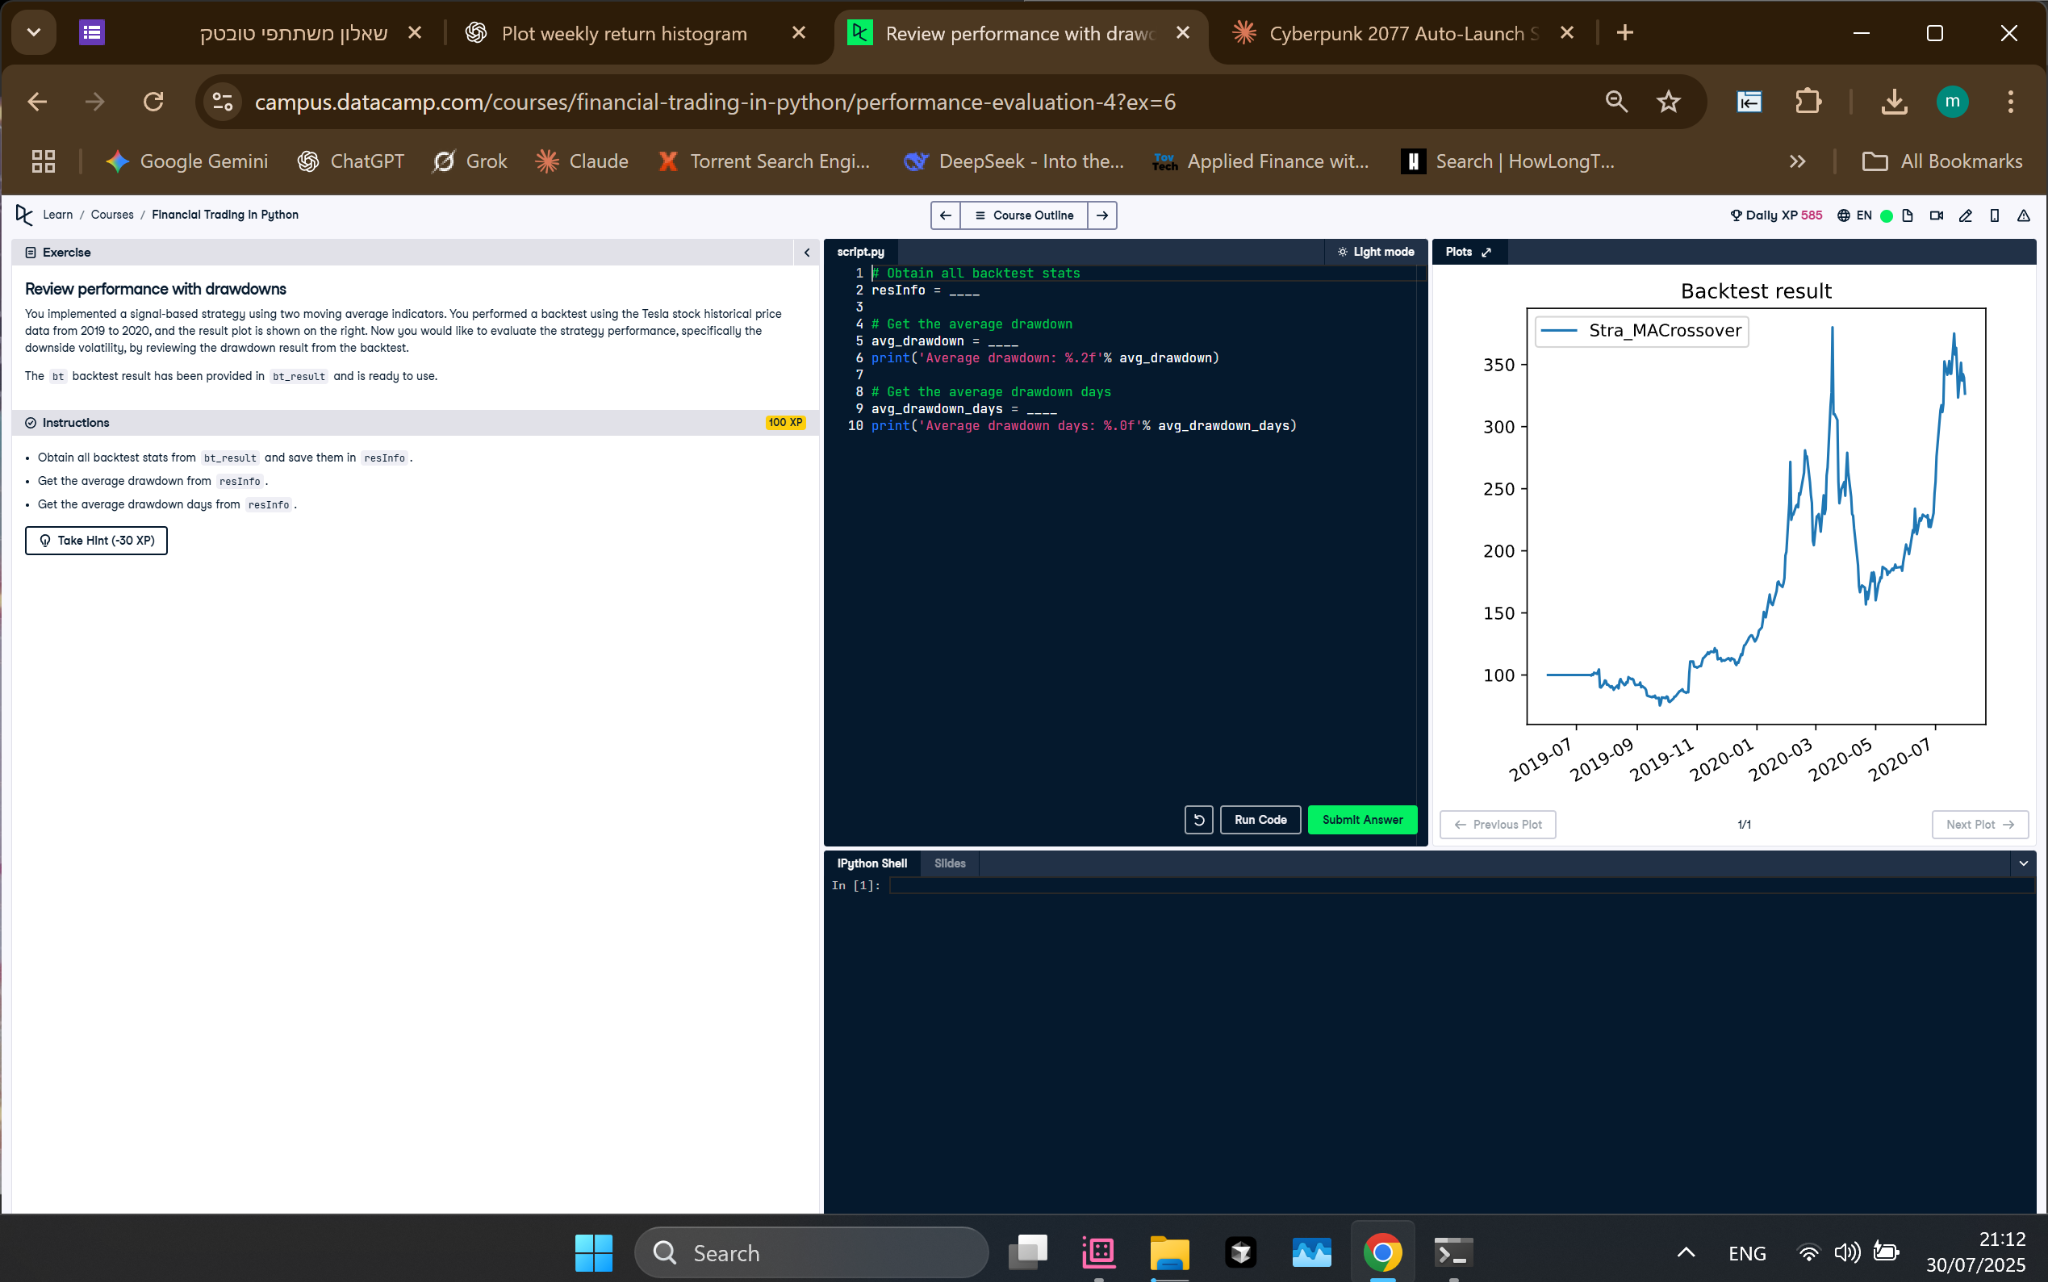 שאלון משתתפי טובטק
Plot weekly return histogram
Review performance with drawd
Cyberpunk 2077 Auto-Launch S
campus.datacamp.com/courses/financial-trading-in-python/performance-evaluation-4?ex=6
m
Google Gemini
ChatGPT
Grok
Claude
Torrent Search Engi...
DeepSeek - Into the...
Tov Tech
Applied Finance wit...
Search | HowLongT...
All Bookmarks
Learn / Courses / Financial Trading in Python
Course Outline
Daily XP 585
EN
Exercise
Review performance with drawdowns
You implemented a signal-based strategy using two moving average indicators. You performed a backtest using the Tesla stock historical price
data from 2019 to 2020, and the result plot is shown on the right. Now you would like to evaluate the strategy performance, specifically the
downside volatility, by reviewing the drawdown result from the backtest.
The bt backtest result has been provided in bt_result and is ready to use.
Instructions
100 XP
• Obtain all backtest stats from bt_result and save them in resInfo .
• Get the average drawdown from resInfo .
• Get the average drawdown days from resInfo .
Take Hint (-30 XP)
script.py
Light mode
1 # Obtain all backtest stats
2 resInfo = ____
3
4 # Get the average drawdown
5 avg_drawdown = ____
6 print('Average drawdown: %.2f'% avg_drawdown)
7
8 # Get the average drawdown days
9 avg_drawdown_days = ____
10 print('Average drawdown days: %.0f'% avg_drawdown_days)
Run Code
Submit Answer
Plots
Backtest result
Stra_MACrossover
350
300
250
200
150
100
2019-07
2019-09
2019-11
2020-01
2020-03
2020-05
2020-07
Previous Plot
1/1
Next Plot
IPython Shell
Slides
In [1]:
Search
ENG
21:12
30/07/2025